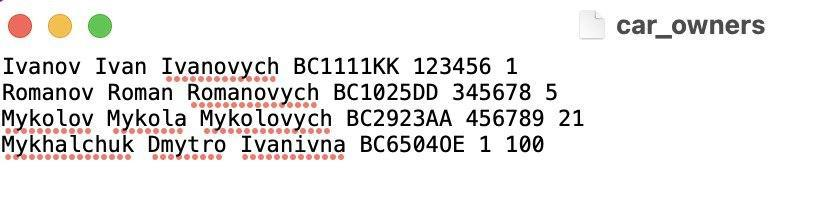 car_owners
Ivanov Ivan Ivanovych BC1111KK 123456 1
Romanov Roman Romanovych BC1025DD 345678 5
Mykolov Mykola Mykolovych BC2923AA 456789 21
Mykhalchuk Dmytro Ivanivna BC6504OE 1 100